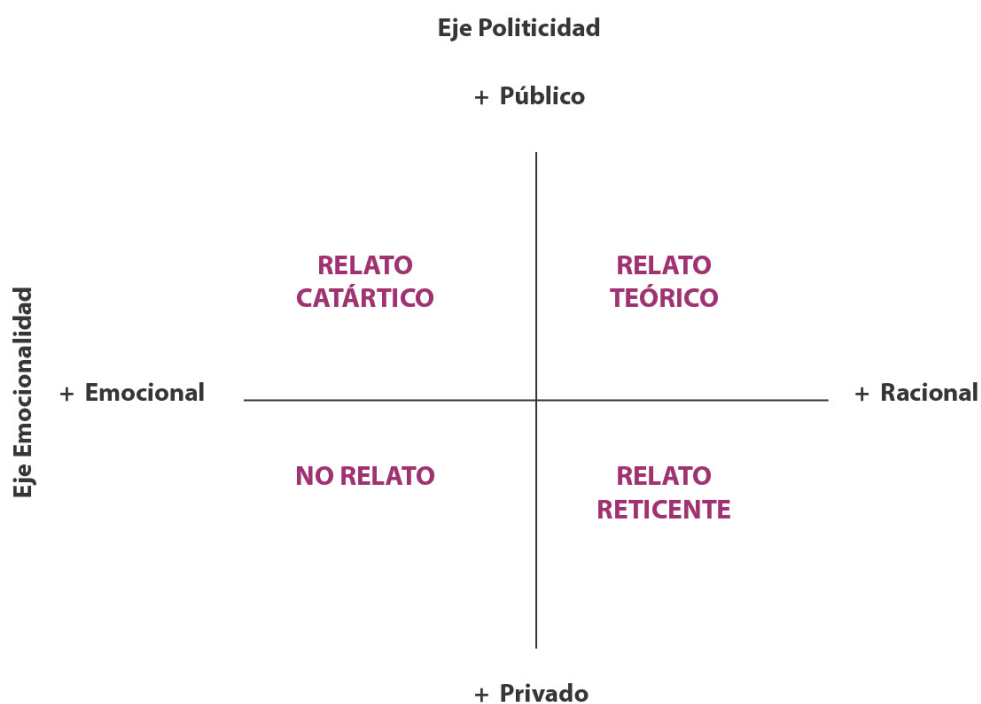 Eje Politicidad
+ Público
RELATO
CATÁRTICO
RELATO
TEÓRICO
Eje Emocionalidad
+ Emocional
+ Racional
NO RELATO
RELATO
RETICENTE
+ Privado